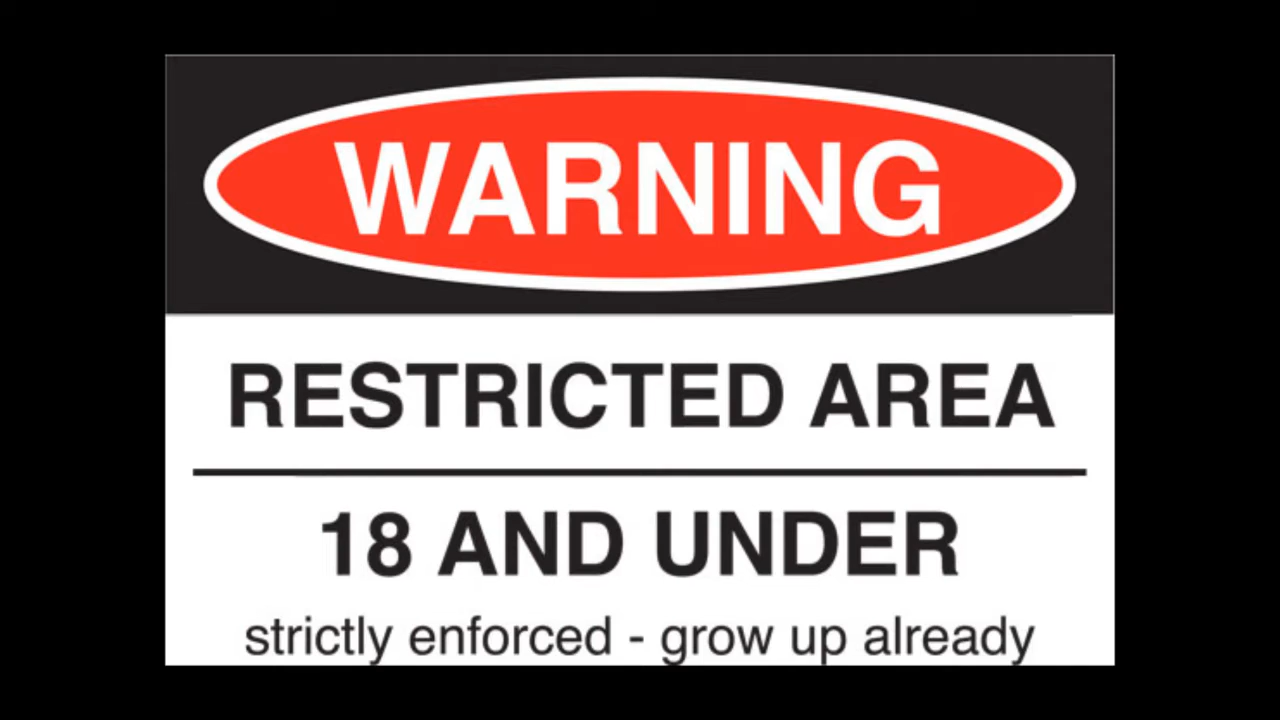 WARNING
RESTRICTED AREA
18 AND UNDER
strictly enforced - grow up already